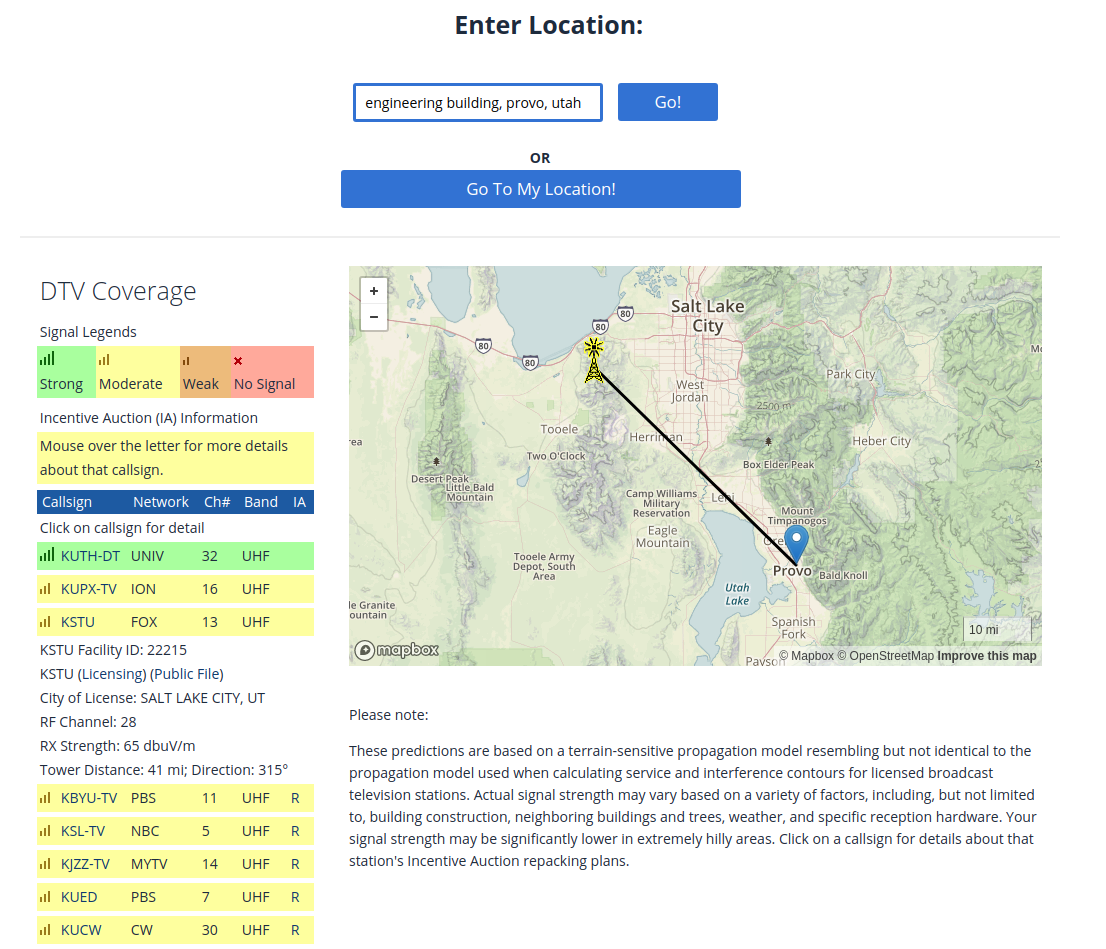 Enter Location:
engineering building, provo, utah
Go!
OR
Go To My Location!
DTV Coverage
Signal Legends
Strong
Moderate
Weak
No Signal
Incentive Auction (IA) Information
Mouse over the letter for more details
about that callsign.
Callsign Network Ch# Band IA
Click on callsign for detail
KUTH-DT UNIV 32 UHF
KUPX-TV ION 16 UHF
KSTU FOX 13 UHF
KSTU Facility ID: 22215
KSTU (Licensing) (Public File)
City of License: SALT LAKE CITY, UT
RF Channel: 28
RX Strength: 65 dbuV/m
Tower Distance: 41 mi; Direction: 315°
KBYU-TV PBS 11 UHF R
KSL-TV NBC 5 UHF R
KJZZ-TV MYTV 14 UHF R
KUED PBS 7 UHF R
KUCW CW 30 UHF R
+
−
80
80
80
80
Salt Lake
City
Park City
West
Jordan
2500 m
Tooele
Herriman
Heber City
Two O'Clock
Box Elder Peak
Desert Peak
Little Bald
Mountain
Camp Williams
Military
Reservation
Lehi
Mount
Timpanogos
Eagle
Mountain
Tooele Army
Depot, South
Area
Provo
Bald Knoll
Utah
Lake
Spanish
Fork
10 mi
mapbox
© Mapbox © OpenStreetMap Improve this map
Please note:
These predictions are based on a terrain-sensitive propagation model resembling but not identical to the
propagation model used when calculating service and interference contours for licensed broadcast
television stations. Actual signal strength may vary based on a variety of factors, including, but not limited
to, building construction, neighboring buildings and trees, weather, and specific reception hardware. Your
signal strength may be significantly lower in extremely hilly areas. Click on a callsign for details about that
station's Incentive Auction repacking plans.